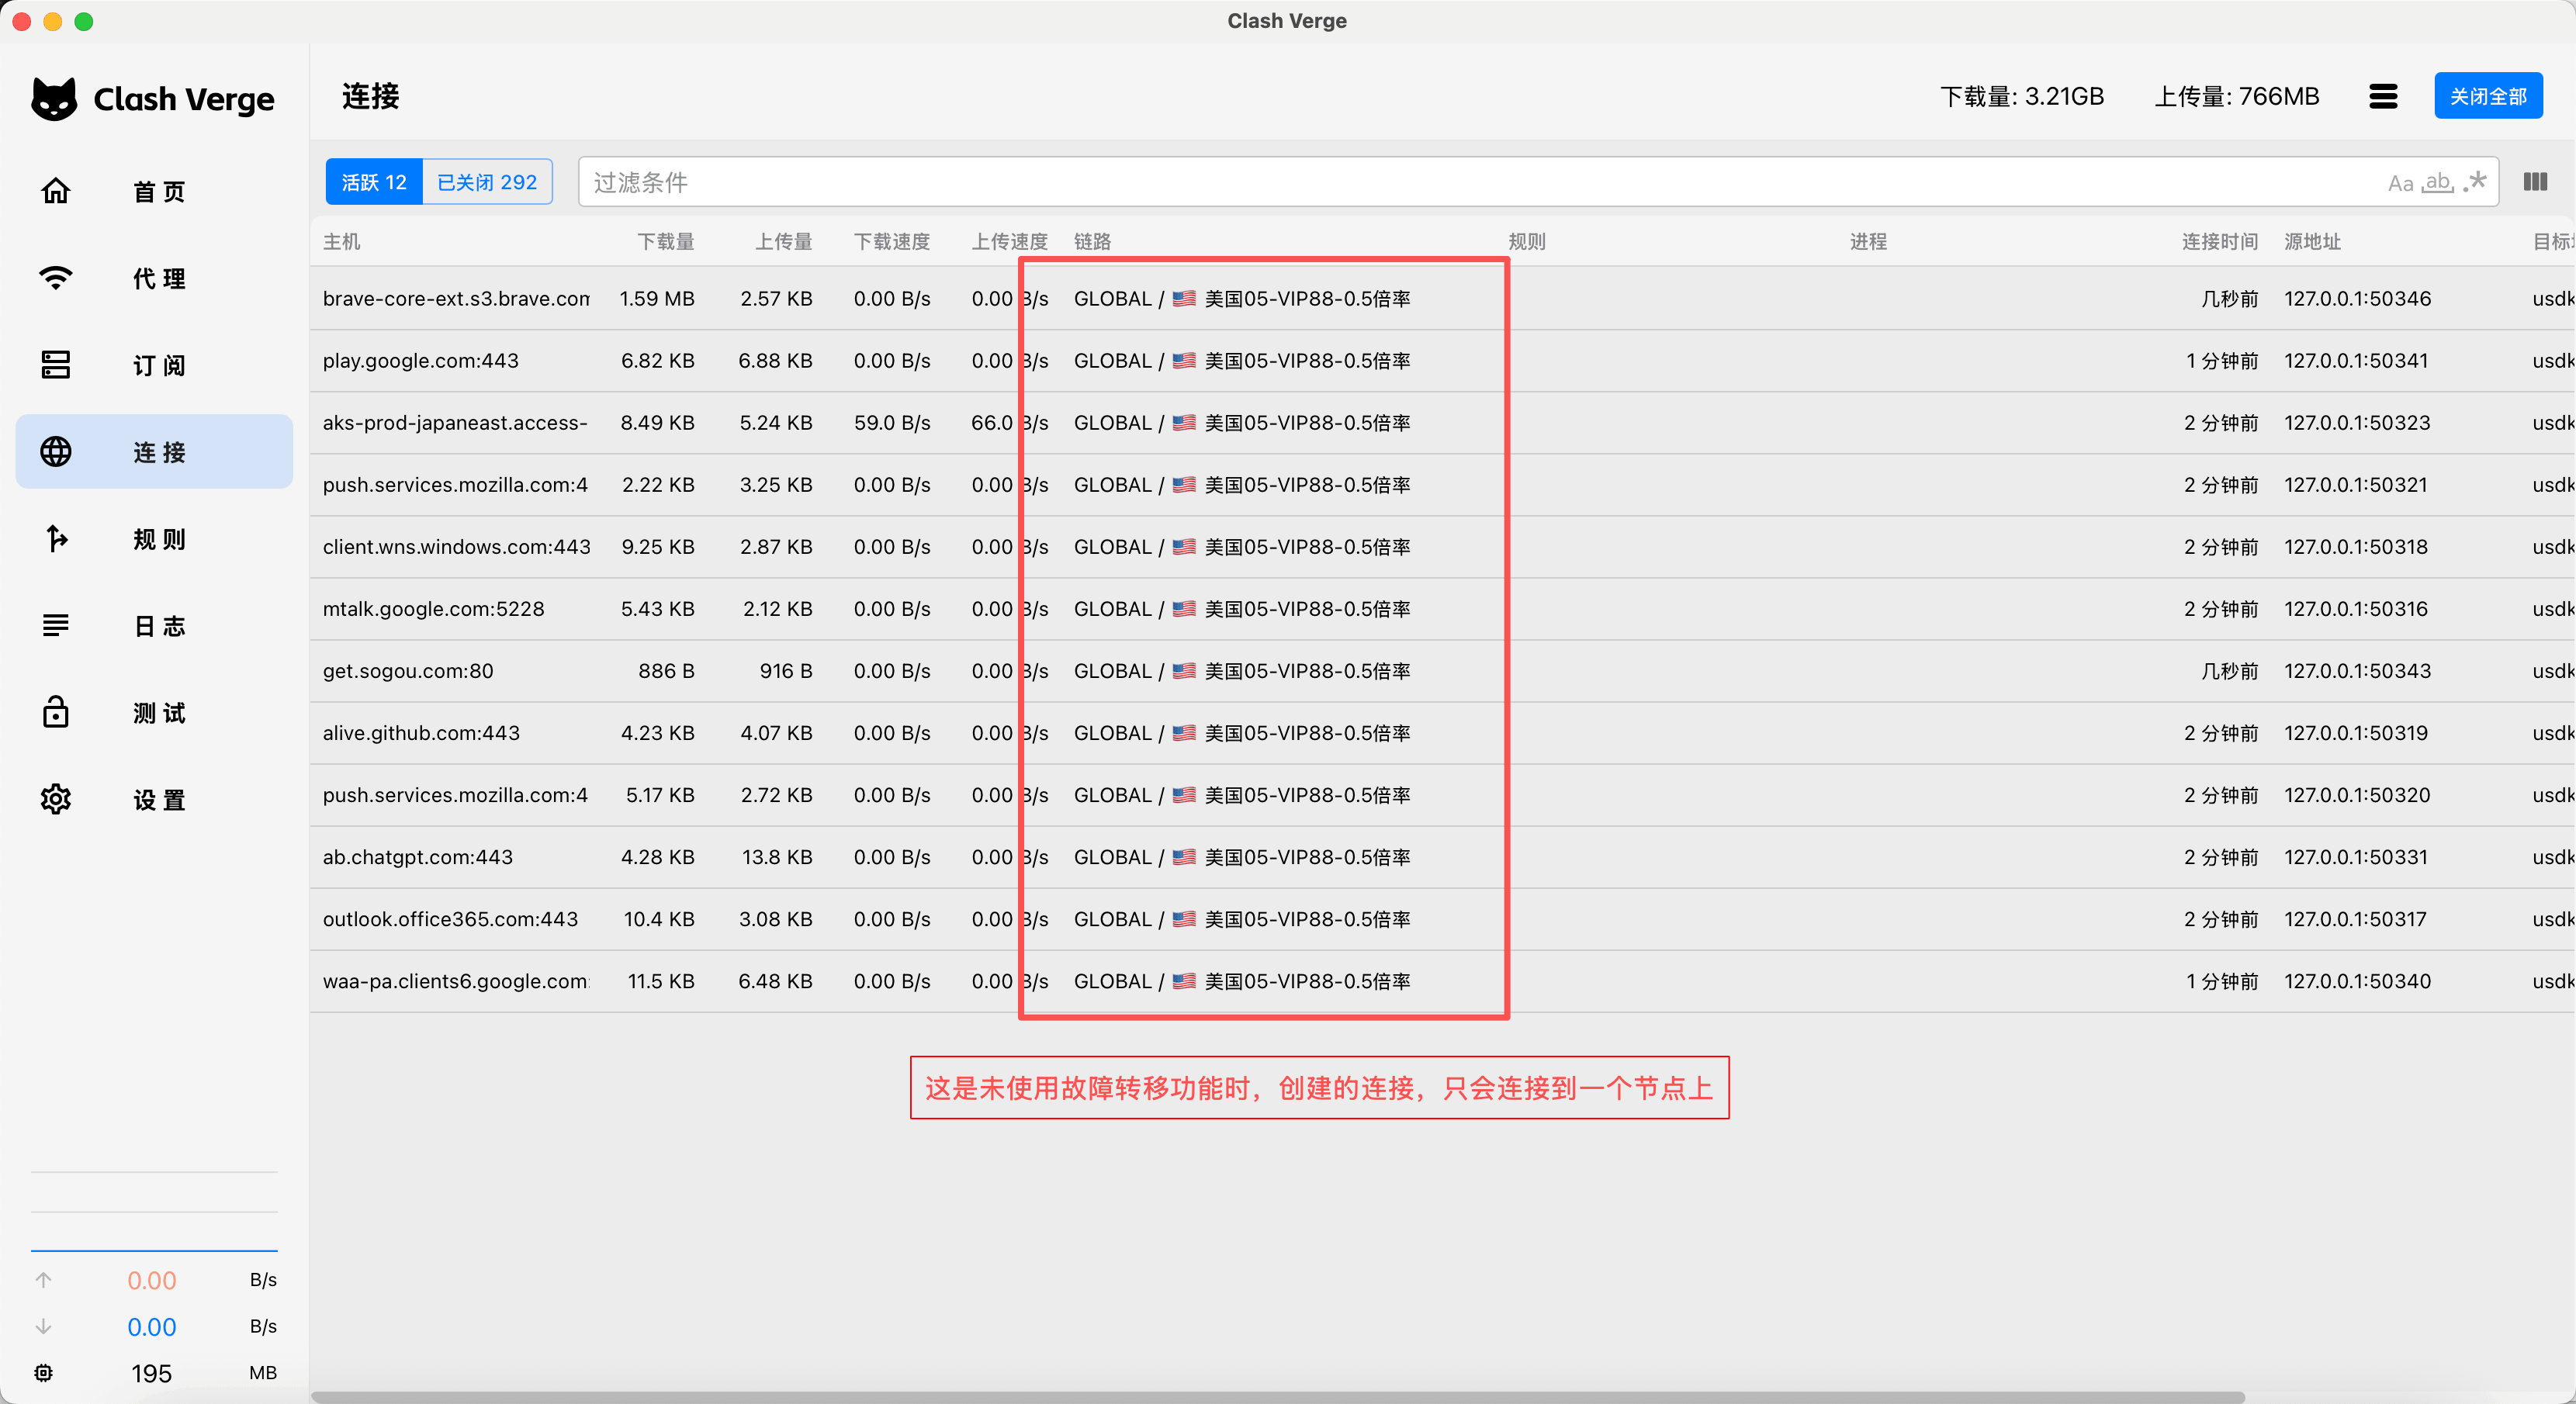 Clash Verge
Clash Verge
首页
代理
订阅
连接
规则
日志
测试
设置
0.00 B/s
0.00 B/s
195 MB
连接
下载量: 3.21GB 上传量: 766MB 关闭全部
活跃 12 已关闭 292 过滤条件 Aa ab .*
主机 下载量 上传量 下载速度 上传速度 链路 规则 进程 连接时间 源地址 目标
brave-core-ext.s3.brave.com 1.59 MB 2.57 KB 0.00 B/s 0.00 B/s GLOBAL / 🇺🇸 美国05-VIP88-0.5倍率 几秒前 127.0.0.1:50346 usdk
play.google.com:443 6.82 KB 6.88 KB 0.00 B/s 0.00 B/s GLOBAL / 🇺🇸 美国05-VIP88-0.5倍率 1 分钟前 127.0.0.1:50341 usdk
aks-prod-japaneast.access- 8.49 KB 5.24 KB 59.0 B/s 66.0 B/s GLOBAL / 🇺🇸 美国05-VIP88-0.5倍率 2 分钟前 127.0.0.1:50323 usdk
push.services.mozilla.com:4 2.22 KB 3.25 KB 0.00 B/s 0.00 B/s GLOBAL / 🇺🇸 美国05-VIP88-0.5倍率 2 分钟前 127.0.0.1:50321 usdk
client.wns.windows.com:443 9.25 KB 2.87 KB 0.00 B/s 0.00 B/s GLOBAL / 🇺🇸 美国05-VIP88-0.5倍率 2 分钟前 127.0.0.1:50318 usdk
mtalk.google.com:5228 5.43 KB 2.12 KB 0.00 B/s 0.00 B/s GLOBAL / 🇺🇸 美国05-VIP88-0.5倍率 2 分钟前 127.0.0.1:50316 usdk
get.sogou.com:80 886 B 916 B 0.00 B/s 0.00 B/s GLOBAL / 🇺🇸 美国05-VIP88-0.5倍率 几秒前 127.0.0.1:50343 usdk
alive.github.com:443 4.23 KB 4.07 KB 0.00 B/s 0.00 B/s GLOBAL / 🇺🇸 美国05-VIP88-0.5倍率 2 分钟前 127.0.0.1:50319 usdk
push.services.mozilla.com:4 5.17 KB 2.72 KB 0.00 B/s 0.00 B/s GLOBAL / 🇺🇸 美国05-VIP88-0.5倍率 2 分钟前 127.0.0.1:50320 usdk
ab.chatgpt.com:443 4.28 KB 13.8 KB 0.00 B/s 0.00 B/s GLOBAL / 🇺🇸 美国05-VIP88-0.5倍率 2 分钟前 127.0.0.1:50331 usdk
outlook.office365.com:443 10.4 KB 3.08 KB 0.00 B/s 0.00 B/s GLOBAL / 🇺🇸 美国05-VIP88-0.5倍率 2 分钟前 127.0.0.1:50317 usdk
waa-pa.clients6.google.com: 11.5 KB 6.48 KB 0.00 B/s 0.00 B/s GLOBAL / 🇺🇸 美国05-VIP88-0.5倍率 1 分钟前 127.0.0.1:50340 usdk
这是未使用故障转移功能时，创建的连接，只会连接到一个节点上